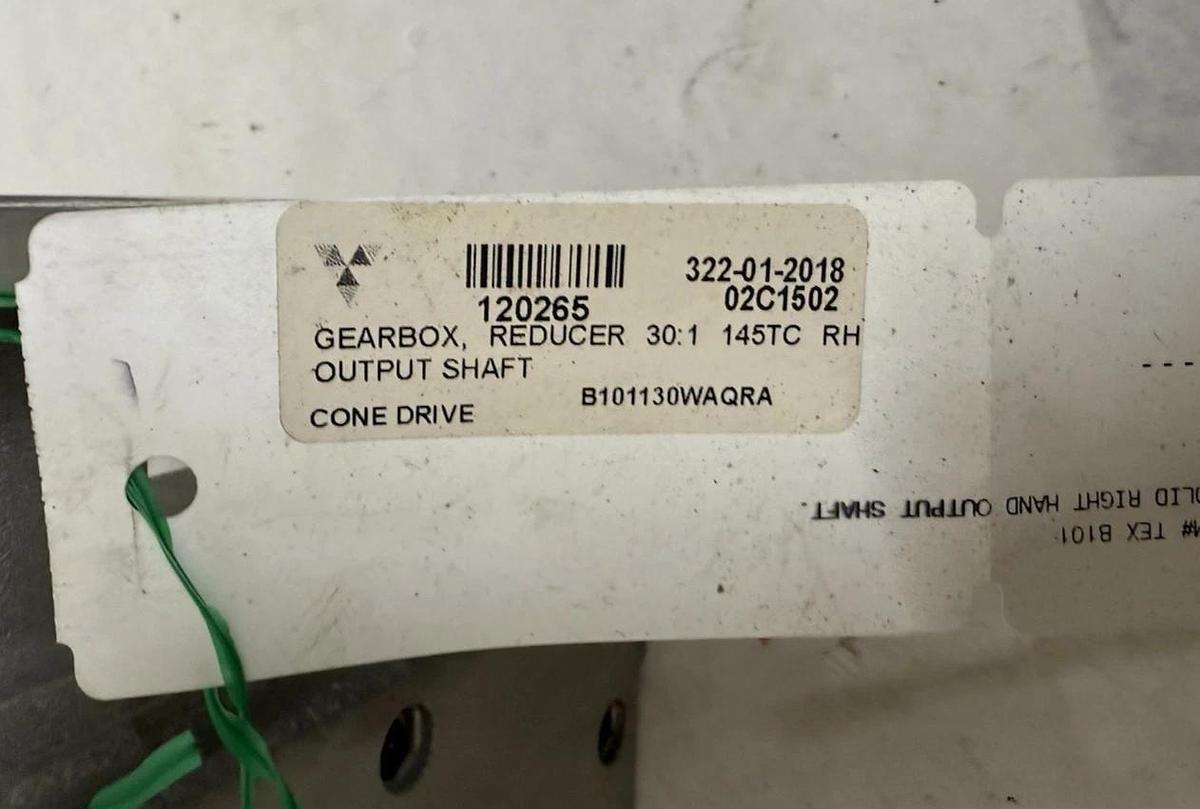 120265
322-01-2018
02C1502
GEARBOX, REDUCER 30:1 145TC RH
OUTPUT SHAFT
B101130WAQRA
CONE DRIVE
TEX B101
RIGHT HAND OUTPUT SHAFT.
---